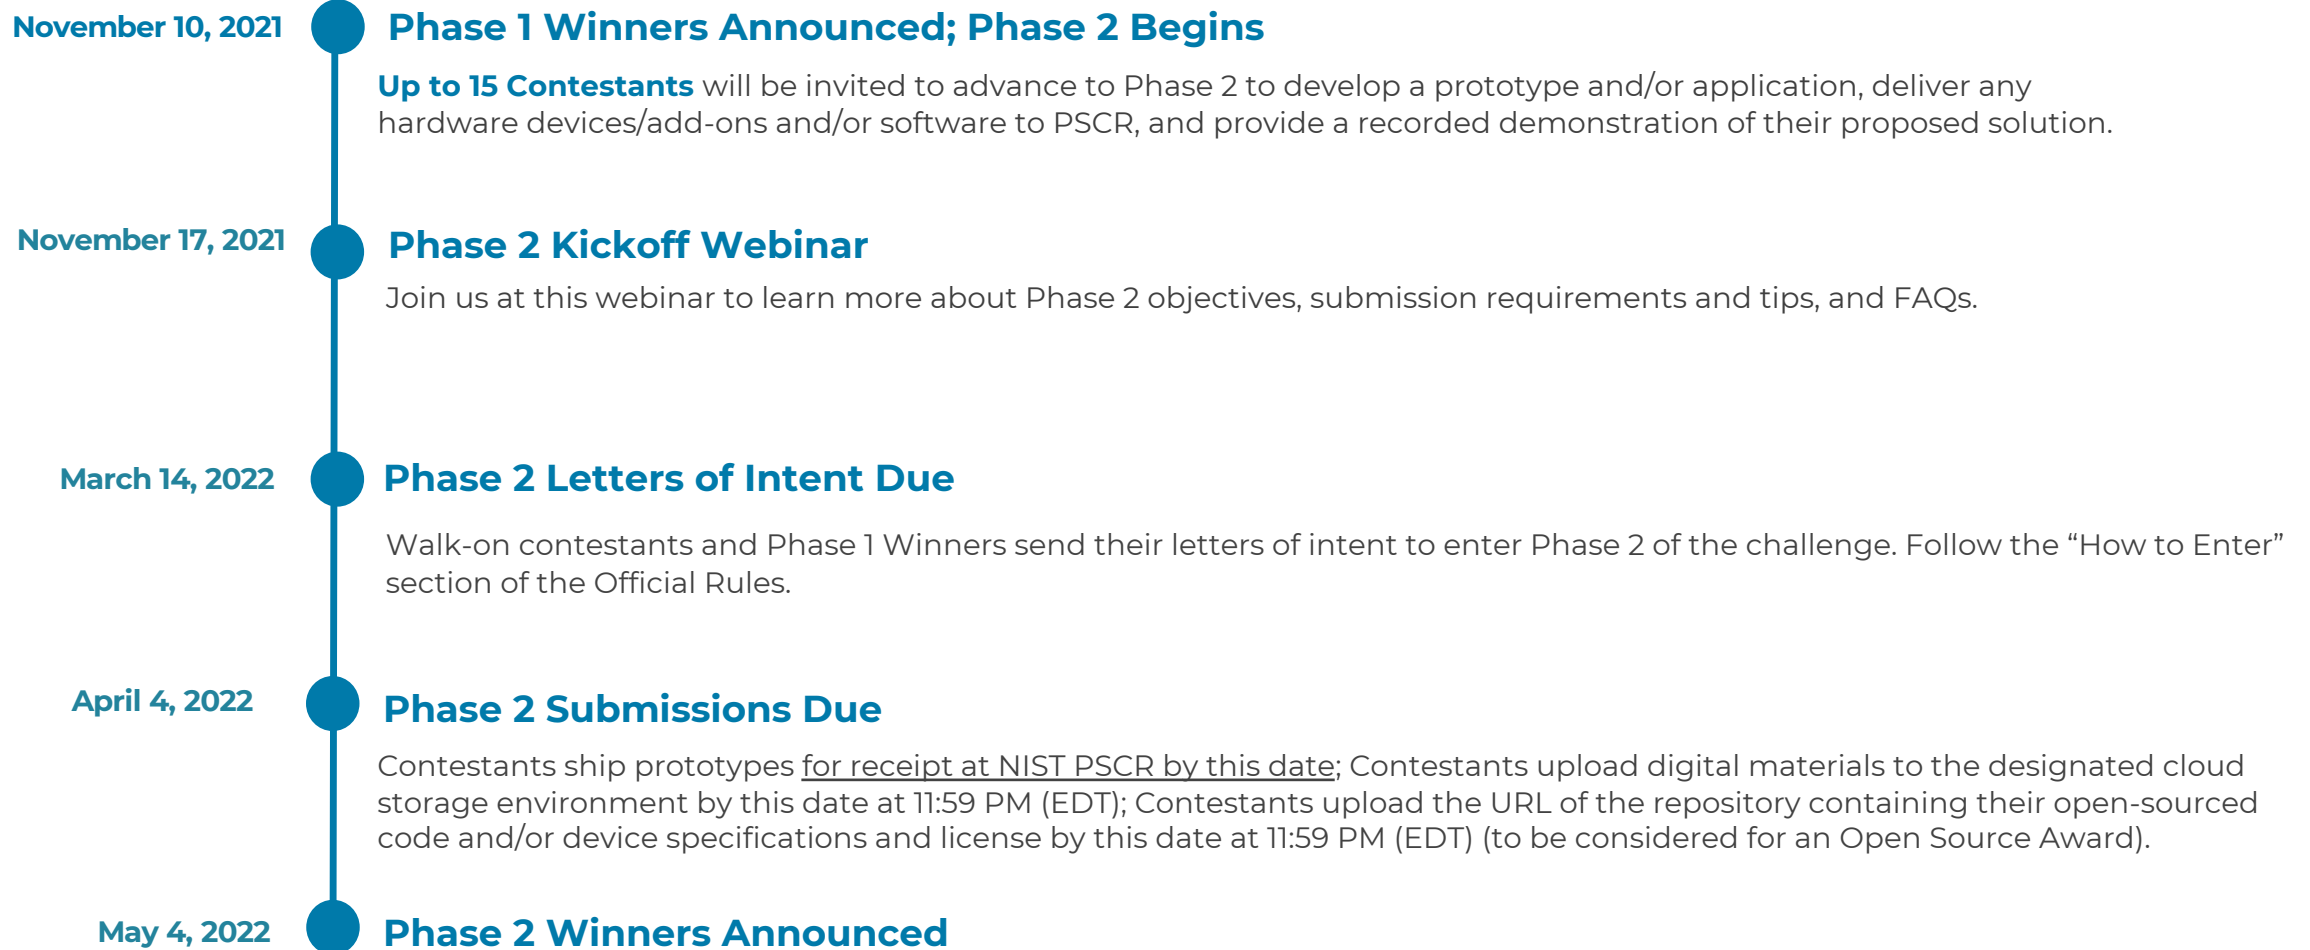 November 10, 2021
Phase 1 Winners Announced; Phase 2 Begins
Up to 15 Contestants will be invited to advance to Phase 2 to develop a prototype and/or application, deliver any
hardware devices/add-ons and/or software to PSCR, and provide a recorded demonstration of their proposed solution.
November 17, 2021
Phase 2 Kickoff Webinar
Join us at this webinar to learn more about Phase 2 objectives, submission requirements and tips, and FAQs.
March 14, 2022
Phase 2 Letters of Intent Due
Walk-on contestants and Phase 1 Winners send their letters of intent to enter Phase 2 of the challenge. Follow the “How to Enter”
section of the Official Rules.
April 4, 2022
Phase 2 Submissions Due
Contestants ship prototypes for receipt at NIST PSCR by this date; Contestants upload digital materials to the designated cloud
storage environment by this date at 11:59 PM (EDT); Contestants upload the URL of the repository containing their open-sourced
code and/or device specifications and license by this date at 11:59 PM (EDT) (to be considered for an Open Source Award).
May 4, 2022
Phase 2 Winners Announced